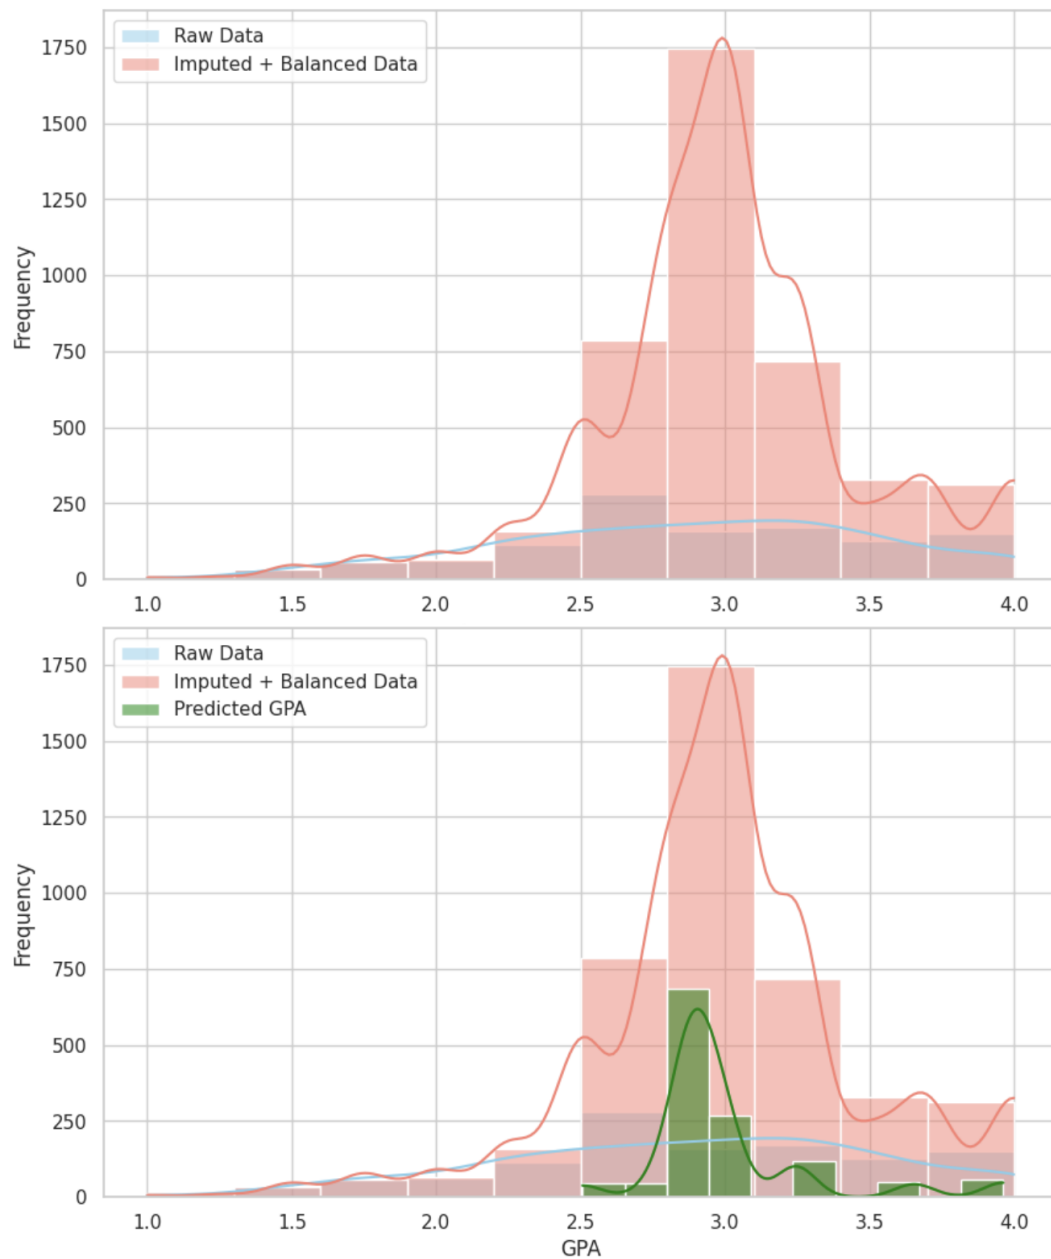 Raw Data
Imputed + Balanced Data
1750
1500
1250
1000
750
500
250
0
Frequency
1.0 1.5 2.0 2.5 3.0 3.5 4.0
Raw Data
Imputed + Balanced Data
Predicted GPA
1750
1500
1250
1000
750
500
250
0
Frequency
1.0 1.5 2.0 2.5 3.0 3.5 4.0
GPA